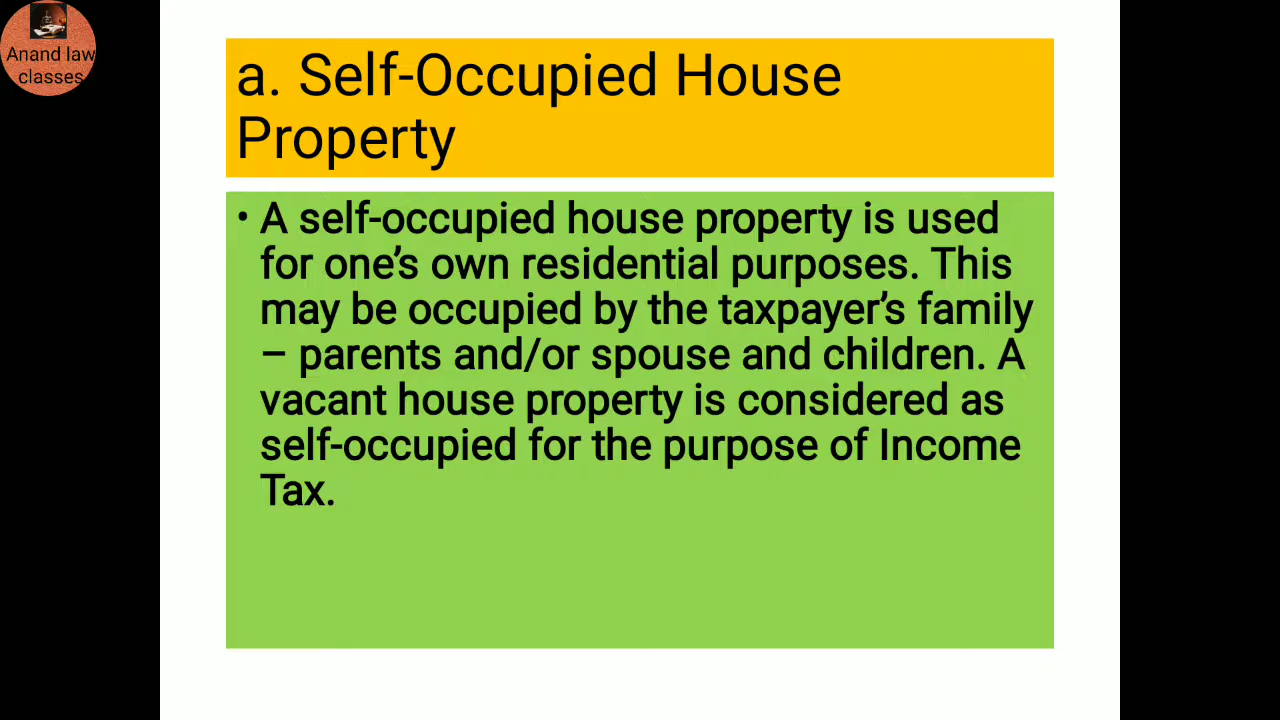 Anand law
classes
a. Self-Occupied House
Property
• A self-occupied house property is used
for one’s own residential purposes. This
may be occupied by the taxpayer’s family
– parents and/or spouse and children. A
vacant house property is considered as
self-occupied for the purpose of Income
Tax.